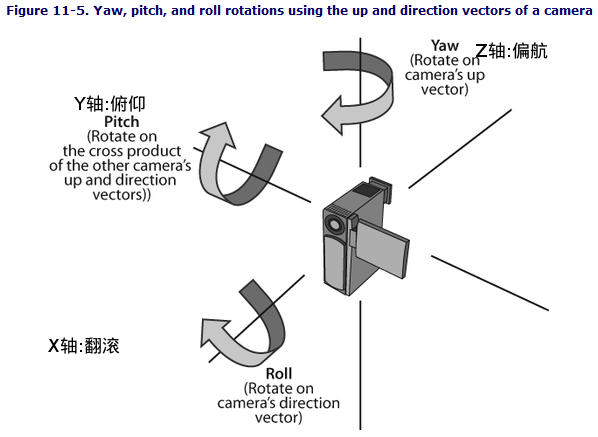 Figure 11-5. Yaw, pitch, and roll rotations using the up and direction vectors of a camera
Yaw
Z轴:偏航
(Rotate on
camera's up
vector)
Y轴:俯仰
Pitch
(Rotate on
the cross product
of the other camera's
up and direction
vectors))
X轴:翻滚
Roll
(Rotate on
camera's direction
vector)